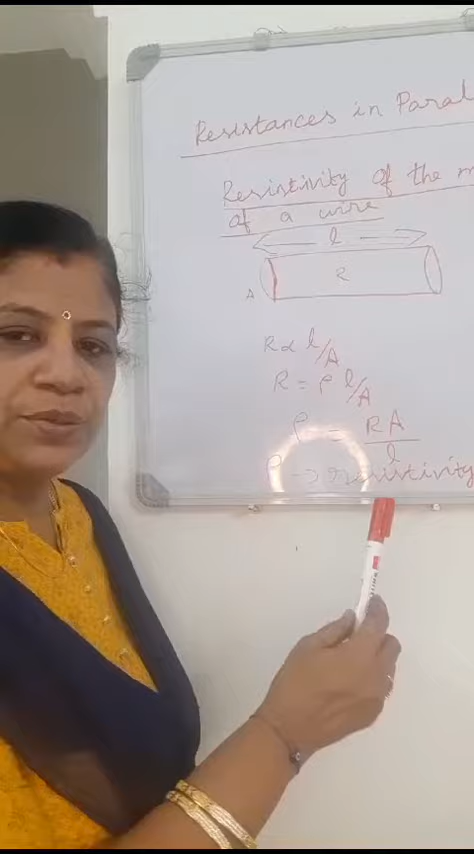 Resistances in Paral
Resistivity of the m
of a wire
l
A R
R ∝ l/A
R = ρ l/A
ρ = RA/l
ρ → resistivity